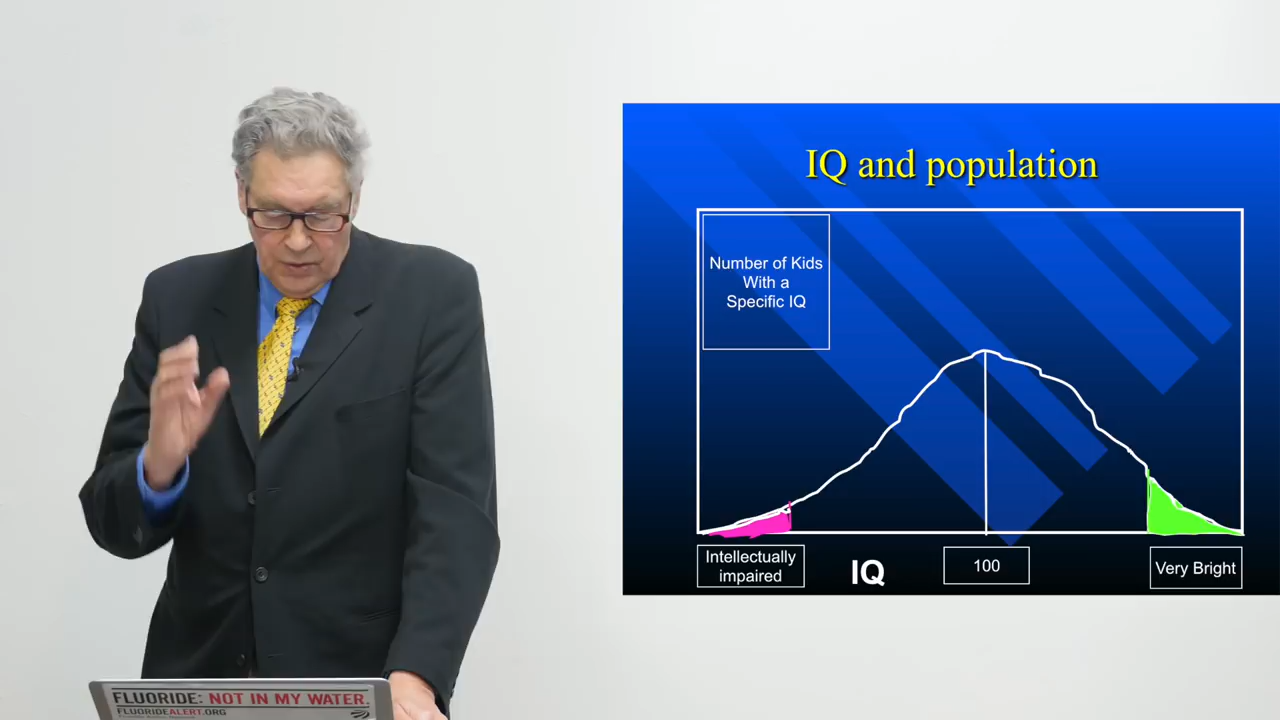 IQ and population
Number of Kids
With a
Specific IQ
Intellectually
impaired
IQ
100
Very Bright
FLUORIDE: NOT IN MY WATER.
FLUORIDEALERT.ORG